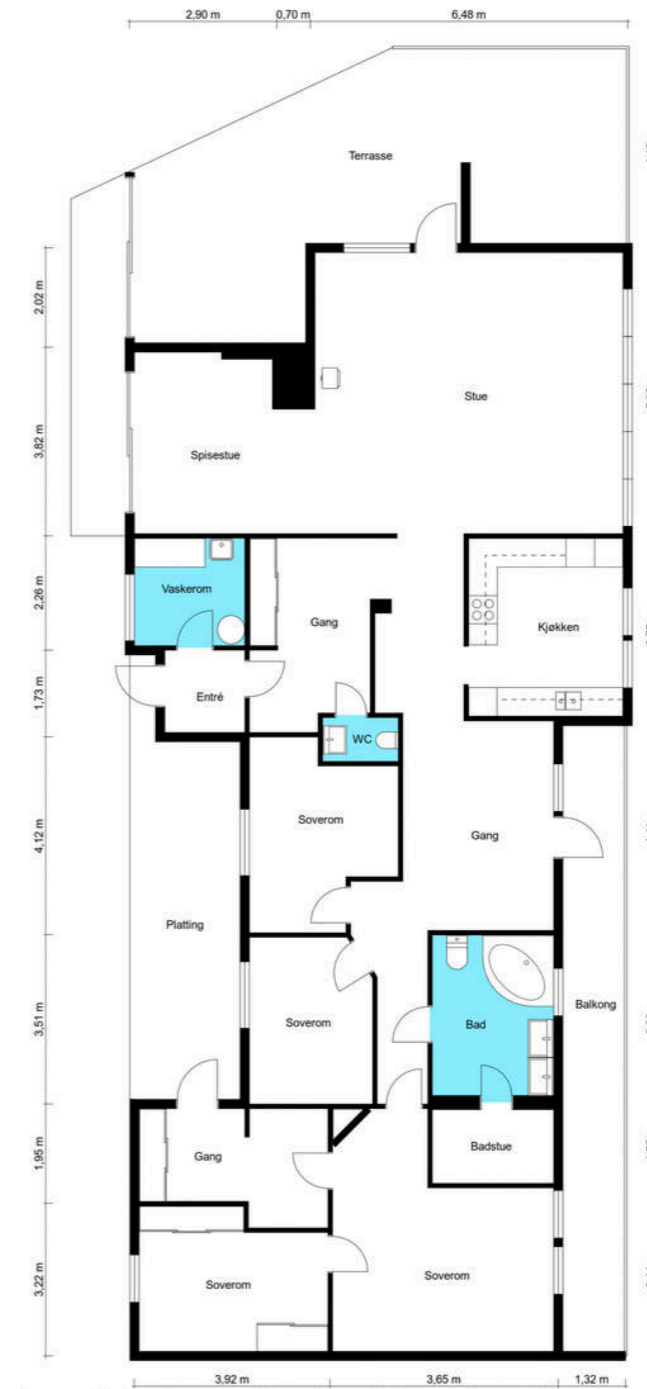 2,90 m 0,70 m 6,48 m
Terrasse
2,02 m
Stue
3,82 m
Spisestue
2,26 m
Vaskerom
Gang
Kjøkken
1,73 m
Entré
WC
4,12 m
Soverom
Gang
Platting
3,51 m
Soverom
Bad
Balkong
1,95 m
Gang
Badstue
3,22 m
Soverom
Soverom
3,92 m 3,65 m 1,32 m